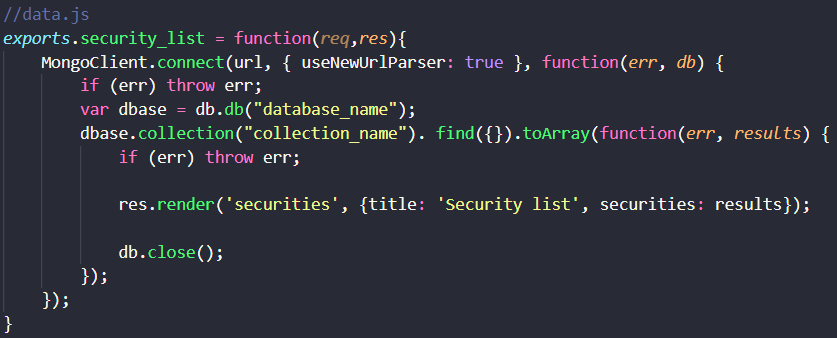 //data.js
exports.security_list = function(req,res){
    MongoClient.connect(url, { useNewUrlParser: true }, function(err, db) {
        if (err) throw err;
        var dbase = db.db("database_name");
        dbase.collection("collection_name"). find({}).toArray(function(err, results) {
            if (err) throw err;

            res.render('securities', {title: 'Security list', securities: results});

            db.close();
        });
    });
}